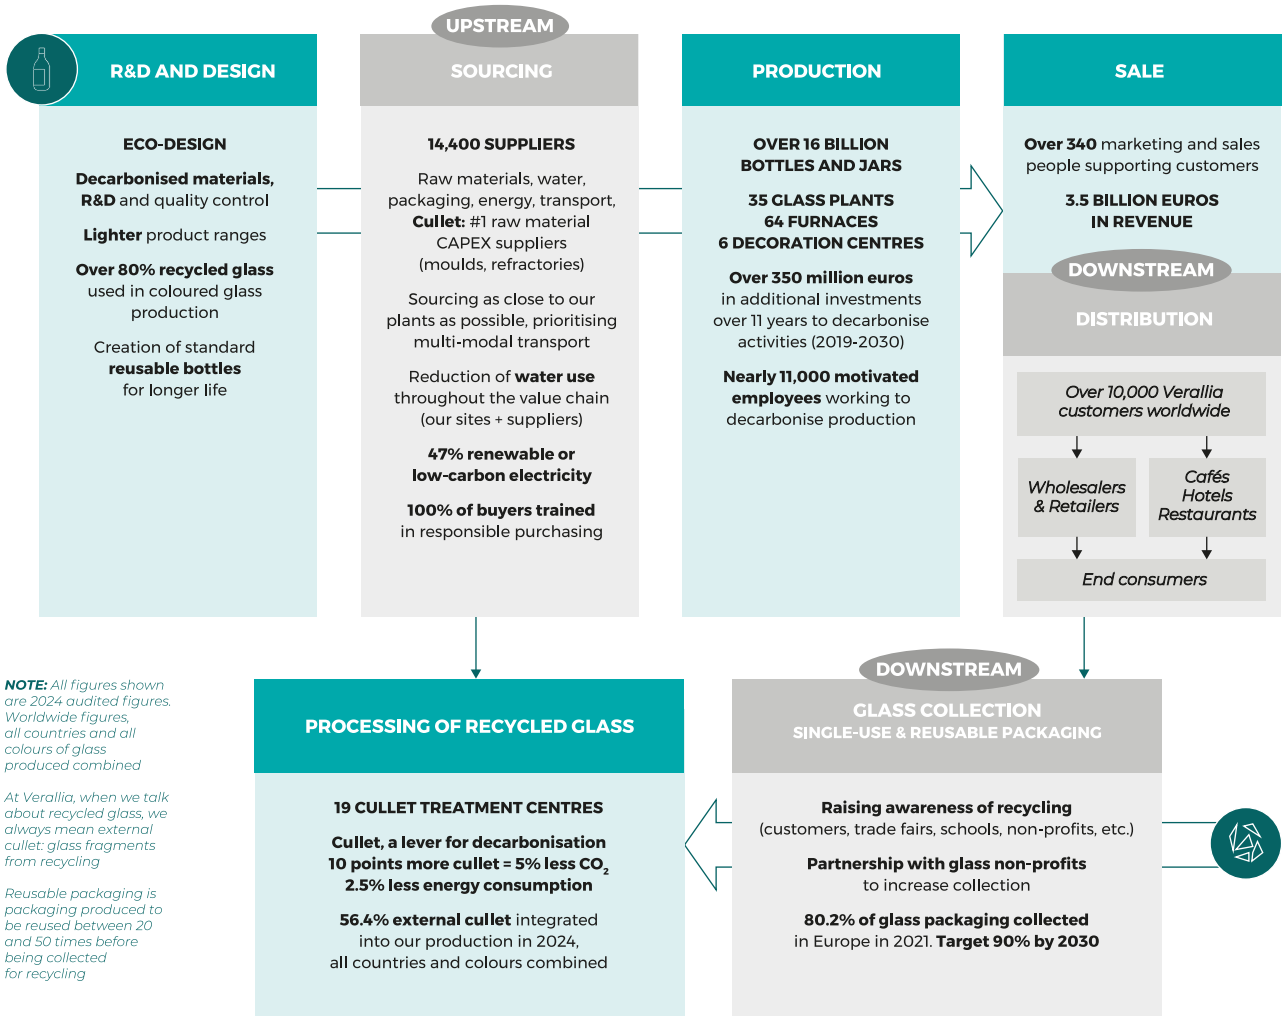 R&D AND DESIGN
ECO-DESIGN
Decarbonised materials,
R&D and quality control
Lighter product ranges
Over 80% recycled glass
used in coloured glass
production
Creation of standard
reusable bottles
for longer life
UPSTREAM
SOURCING
14,400 SUPPLIERS
Raw materials, water,
packaging, energy, transport,
Cullet: #1 raw material
CAPEX suppliers
(moulds, refractories)
Sourcing as close to our
plants as possible, prioritising
multi-modal transport
Reduction of water use
throughout the value chain
(our sites + suppliers)
47% renewable or
low-carbon electricity
100% of buyers trained
in responsible purchasing
PRODUCTION
OVER 16 BILLION
BOTTLES AND JARS
35 GLASS PLANTS
64 FURNACES
6 DECORATION CENTRES
Over 350 million euros
in additional investments
over 11 years to decarbonise
activities (2019-2030)
Nearly 11,000 motivated
employees working to
decarbonise production
SALE
Over 340 marketing and sales
people supporting customers
3.5 BILLION EUROS
IN REVENUE
DOWNSTREAM
DISTRIBUTION
Over 10,000 Verallia
customers worldwide
Wholesalers
& Retailers
Cafés
Hotels
Restaurants
End consumers
NOTE: All figures shown
are 2024 audited figures.
Worldwide figures,
all countries and all
colours of glass
produced combined
At Verallia, when we talk
about recycled glass, we
always mean external
cullet: glass fragments
from recycling
Reusable packaging is
packaging produced to
be reused between 20
and 50 times before
being collected
for recycling
PROCESSING OF RECYCLED GLASS
19 CULLET TREATMENT CENTRES
Cullet, a lever for decarbonisation
10 points more cullet = 5% less CO₂
2.5% less energy consumption
56.4% external cullet integrated
into our production in 2024,
all countries and colours combined
DOWNSTREAM
GLASS COLLECTION
SINGLE-USE & REUSABLE PACKAGING
Raising awareness of recycling
(customers, trade fairs, schools, non-profits, etc.)
Partnership with glass non-profits
to increase collection
80.2% of glass packaging collected
in Europe in 2021. Target 90% by 2030